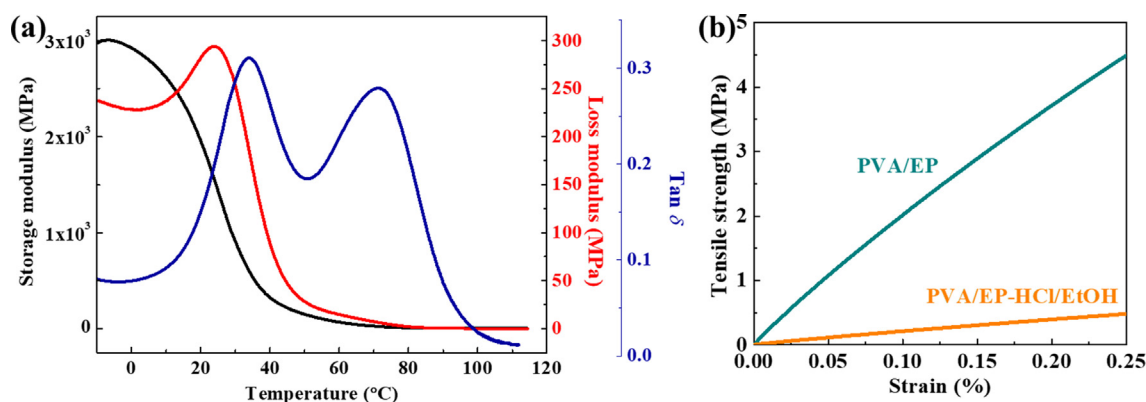 (a)
Storage modulus (MPa)
3x10³
2x10³
1x10³
0
0 20 40 60 80 100 120
Temperature (°C)
300
250
200
150
100
50
0
Loss modulus (MPa)
0.3
0.2
0.1
0.0
Tan δ
(b)
Tensile strength (MPa)
5
4
3
2
1
0
PVA/EP
PVA/EP-HCl/EtOH
0.00 0.05 0.10 0.15 0.20 0.25
Strain (%)